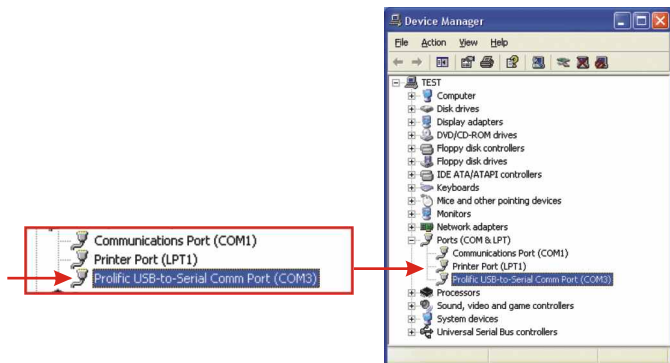 Device Manager
File Action View Help
TEST
Computer
Disk drives
Display adapters
DVD/CD-ROM drives
Floppy disk controllers
Floppy disk drives
IDE ATA/ATAPI controllers
Keyboards
Mice and other pointing devices
Monitors
Network adapters
Ports (COM & LPT)
Communications Port (COM1)
Printer Port (LPT1)
Prolific USB-to-Serial Comm Port (COM3)
Processors
Sound, video and game controllers
System devices
Universal Serial Bus controllers
Communications Port (COM1)
Printer Port (LPT1)
Prolific USB-to-Serial Comm Port (COM3)